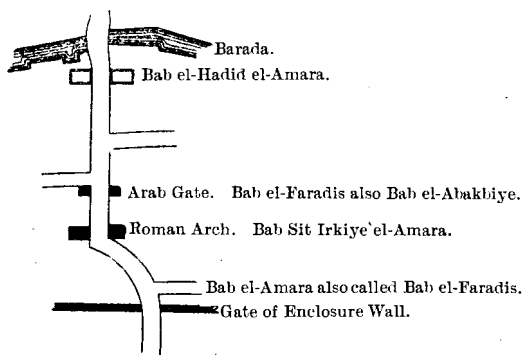 Barada.
Bab el-Hadid el-Amara.
Arab Gate. Bab el-Faradis also Bab el-Abakbiye.
Roman Arch. Bab Sit Irkiye'el-Amara.
Bab el-Amara also called Bab el-Faradis.
Gate of Enclosure Wall.